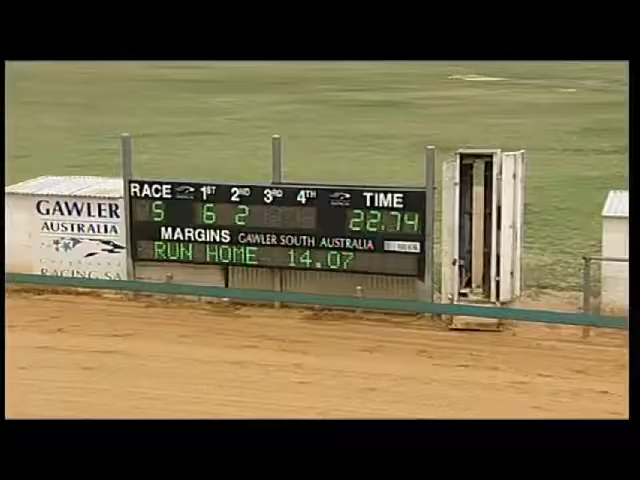 RACE 1ST 2ND 3RD 4TH TIME
5 6 2 22.74
MARGINS GAWLER SOUTH AUSTRALIA
RUN HOME 14.07
GAWLER
AUSTRALIA
RACING.SA